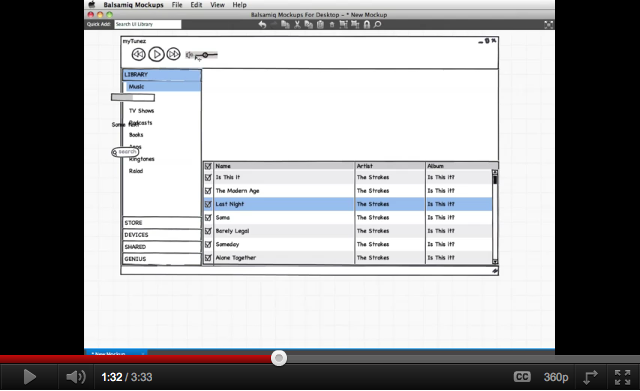 Balsamiq Mockups File Edit View Help
Balsamiq Mockups For Desktop - * New Mockup
Quick Add: Search UI Library
myTunez
LIBRARY
Music
TV Shows
Some text
Podcasts
Books
Apps
search
Ringtones
Raiad
STORE
DEVICES
SHARED
GENIUS
Name Artist Album
Is This It The Strokes Is This It?
The Modern Age The Strokes Is This It?
Last Night The Strokes Is This It?
Soma The Strokes Is This It?
Barely Legal The Strokes Is This It?
Someday The Strokes Is This It?
Alone Together The Strokes Is This It?
* New Mockup
1:32 / 3:33 CC 360p